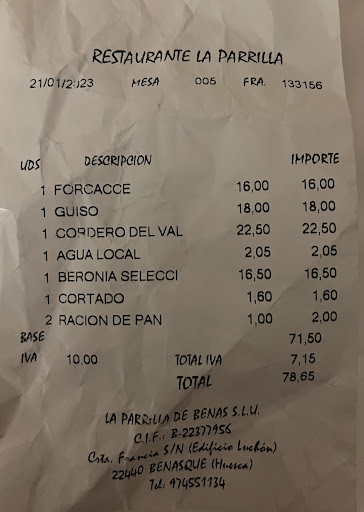 RESTAURANTE LA PARRILLA
21/01/2023 MESA 005 FRA. 133156
UDS DESCRIPCION IMPORTE
1 FORCACCE 16,00 16,00
1 GUISO 18,00 18,00
1 CORDERO DEL VAL 22,50 22,50
1 AGUA LOCAL 2,05 2,05
1 BERONIA SELECCI 16,50 16,50
1 CORTADO 1,60 1,60
2 RACION DE PAN 1,00 2,00
BASE 71,50
IVA 10,00 TOTAL IVA 7,15
TOTAL 78,65
LA PARRILLA DE BENAS S.L.U.
C.I.F.: B-22377956
Crta. Francia S/N (Edificio Luchón)
22440 BENASQUE (Huesca)
Tel: 974551134